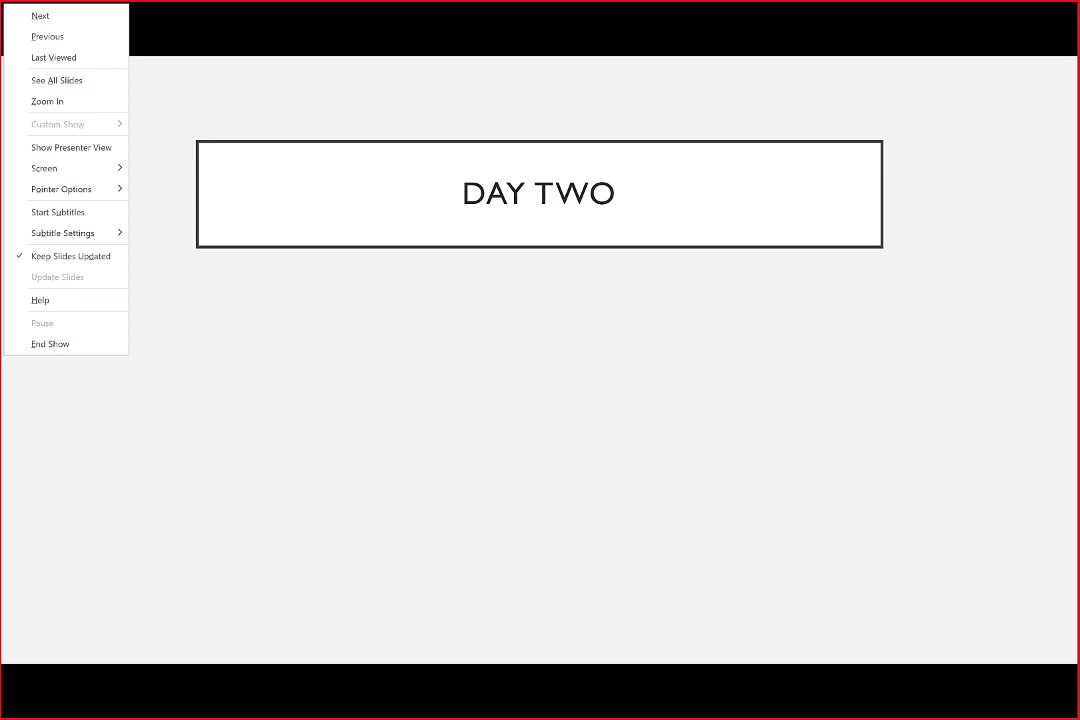 Next
Previous
Last Viewed
See All Slides
Zoom In
Custom Show
Show Presenter View
Screen
Pointer Options
Start Subtitles
Subtitle Settings
Keep Slides Updated
Update Slides
Help
Pause
End Show
DAY TWO